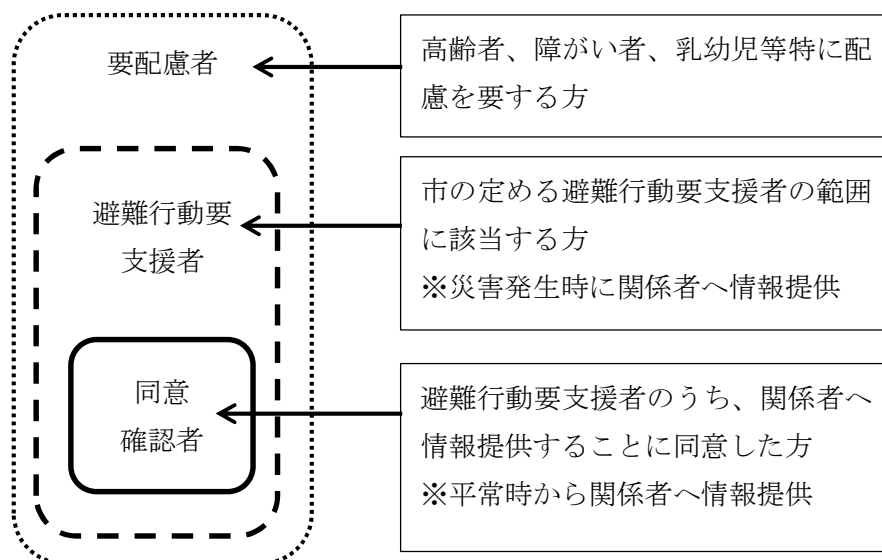 要配慮者
高齢者、障がい者、乳幼児等特に配
慮を要する方
避難行動要
支援者
市の定める避難行動要支援者の範囲
に該当する方
※災害発生時に関係者へ情報提供
同意
確認者
避難行動要支援者のうち、関係者へ
情報提供することに同意した方
※平常時から関係者へ情報提供